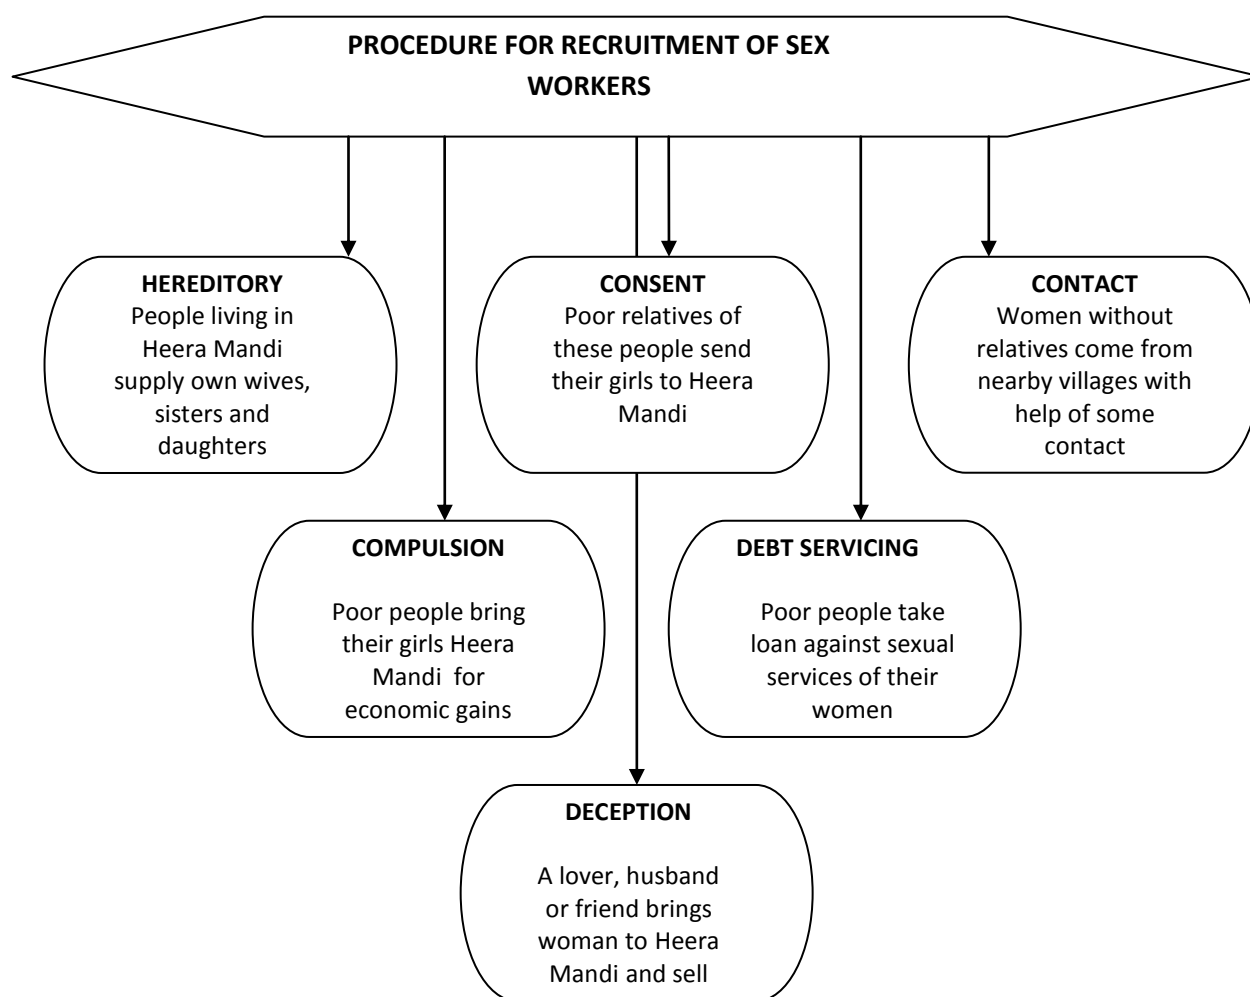 PROCEDURE FOR RECRUITMENT OF SEX
WORKERS
HEREDITORY
People living in
Heera Mandi
supply own wives,
sisters and
daughters
CONSENT
Poor relatives of
these people send
their girls to Heera
Mandi
CONTACT
Women without
relatives come from
nearby villages with
help of some
contact
COMPULSION
Poor people bring
their girls Heera
Mandi for
economic gains
DEBT SERVICING
Poor people take
loan against sexual
services of their
women
DECEPTION
A lover, husband
or friend brings
woman to Heera
Mandi and sell